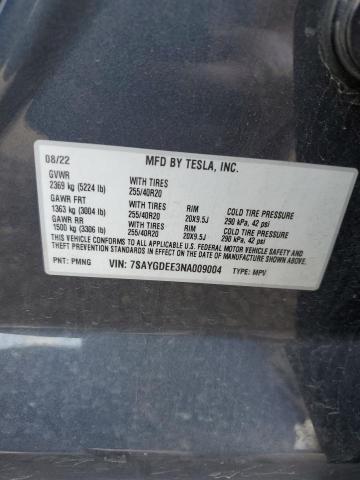 08/22 MFD BY TESLA, INC.
GVWR
2369 kg (5224 lb) WITH TIRES
255/40R20
GAWR FRT
1363 kg (3004 lb) WITH TIRES RIM COLD TIRE PRESSURE
255/40R20 20X9.5J 290 kPa, 42 psi
GAWR RR
1500 kg (3306 lb) WITH TIRES RIM COLD TIRE PRESSURE
255/40R20 20X9.5J 290 kPa, 42 psi
THIS VEHICLE CONFORMS TO ALL APPLICABLE U.S. FEDERAL MOTOR VEHICLE SAFETY AND
THEFT PREVENTION STANDARDS IN EFFECT ON THE DATE OF MANUFACTURE SHOWN ABOVE.
PNT: PMNG VIN: 7SAYGDEE3NA009004 TYPE: MPV